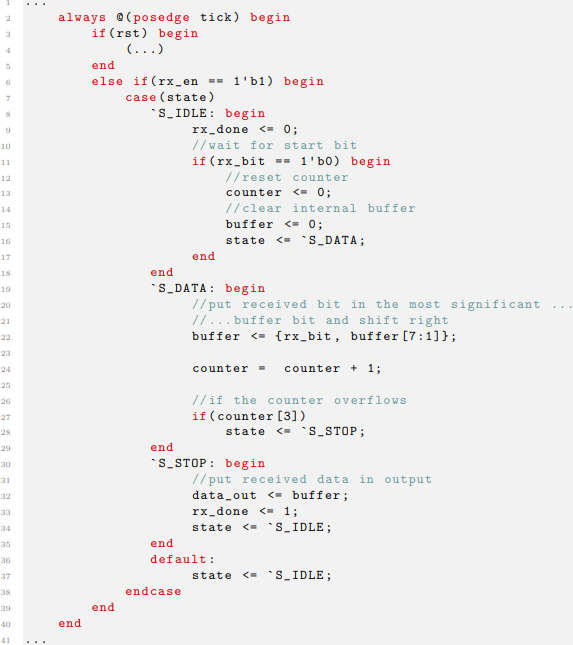 1 ...
2 always @(posedge tick) begin
3 if(rst) begin
4 (...)
5 end
6 else if(rx_en == 1'b1) begin
7 case(state)
8 `S_IDLE: begin
9 rx_done <= 0;
10 //wait for start bit
11 if(rx_bit == 1'b0) begin
12 //reset counter
13 counter <= 0;
14 //clear internal buffer
15 buffer <= 0;
16 state <= `S_DATA;
17 end
18 end
19 `S_DATA: begin
20 //put received bit in the most significant ...
21 //...buffer bit and shift right
22 buffer <= {rx_bit, buffer[7:1]};
23
24 counter = counter + 1;
25
26 //if the counter overflows
27 if(counter[3])
28 state <= `S_STOP;
29 end
30 `S_STOP: begin
31 //put received data in output
32 data_out <= buffer;
33 rx_done <= 1;
34 state <= `S_IDLE;
35 end
36 default:
37 state <= `S_IDLE;
38 endcase
39 end
40 end
41 ...